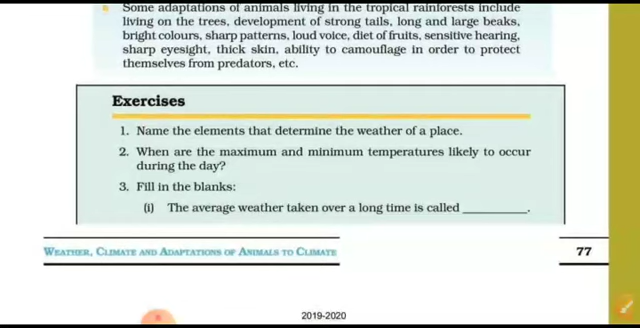 Some adaptations of animals living in the tropical rainforests include
living on the trees, development of strong tails, long and large beaks,
bright colours, sharp patterns, loud voice, diet of fruits, sensitive hearing,
sharp eyesight, thick skin, ability to camouflage in order to protect
themselves from predators, etc.
Exercises
1. Name the elements that determine the weather of a place.
2. When are the maximum and minimum temperatures likely to occur
during the day?
3. Fill in the blanks:
(i) The average weather taken over a long time is called __________.
WEATHER, CLIMATE AND ADAPTATIONS OF ANIMALS TO CLIMATE
77
2019-2020